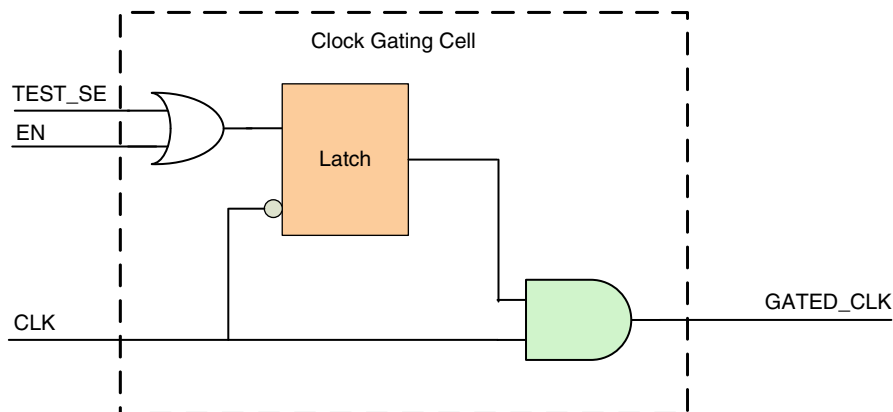 Clock Gating Cell
TEST_SE
EN
Latch
CLK
GATED_CLK